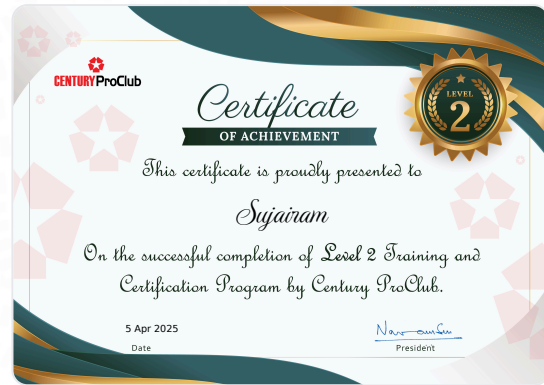 CENTURY ProClub
Certificate
OF ACHIEVEMENT
LEVEL
2
This certificate is proudly presented to
Sujairam
On the successful completion of Level 2 Training and
Certification Program by Century ProClub.
5 Apr 2025
Date
President